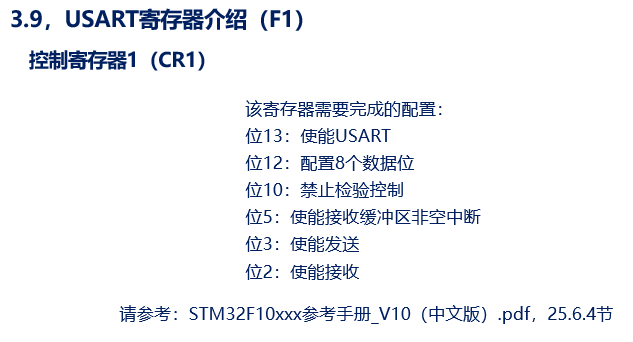 3.9，USART寄存器介绍（F1）
控制寄存器1（CR1）
该寄存器需要完成的配置：
位13：使能USART
位12：配置8个数据位
位10：禁止检验控制
位5：使能接收缓冲区非空中断
位3：使能发送
位2：使能接收
请参考：STM32F10xxx参考手册_V10（中文版）.pdf，25.6.4节